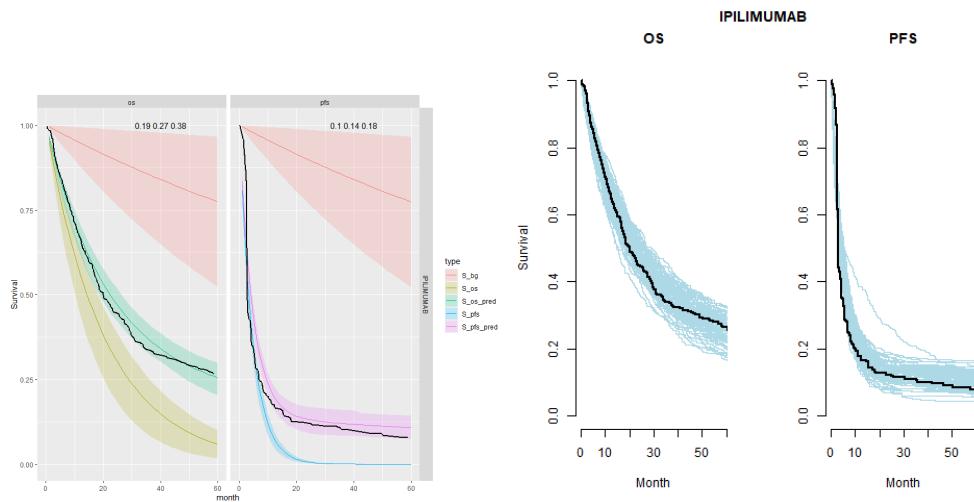 os
pfs
0.19 0.27 0.38
0.1 0.14 0.18
1.00
0.75
0.50
0.25
0.00
Survival
0 20 40 60
0 20 40 60
month
IPILIMUMAB
type
S_bg
S_os
S_os_pred
S_pfs
S_pfs_pred
IPILIMUMAB
OS
PFS
1.0
0.8
0.6
0.4
0.2
0.0
Survival
0 10 30 50
Month
1.0
0.8
0.6
0.4
0.2
0.0
Survival
0 10 30 50
Month